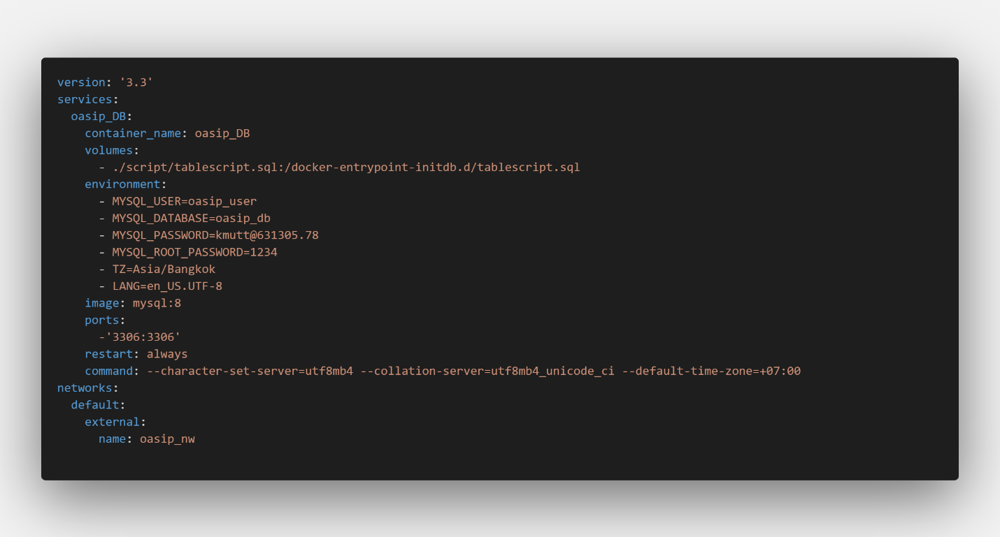 version: '3.3'
services:
  oasip_DB:
    container_name: oasip_DB
    volumes:
      - ./script/tablescript.sql:/docker-entrypoint-initdb.d/tablescript.sql
    environment:
      - MYSQL_USER=oasip_user
      - MYSQL_DATABASE=oasip_db
      - MYSQL_PASSWORD=kmutt@631305.78
      - MYSQL_ROOT_PASSWORD=1234
      - TZ=Asia/Bangkok
      - LANG=en_US.UTF-8
    image: mysql:8
    ports:
      -'3306:3306'
    restart: always
    command: --character-set-server=utf8mb4 --collation-server=utf8mb4_unicode_ci --default-time-zone=+07:00
networks:
  default:
    external:
      name: oasip_nw